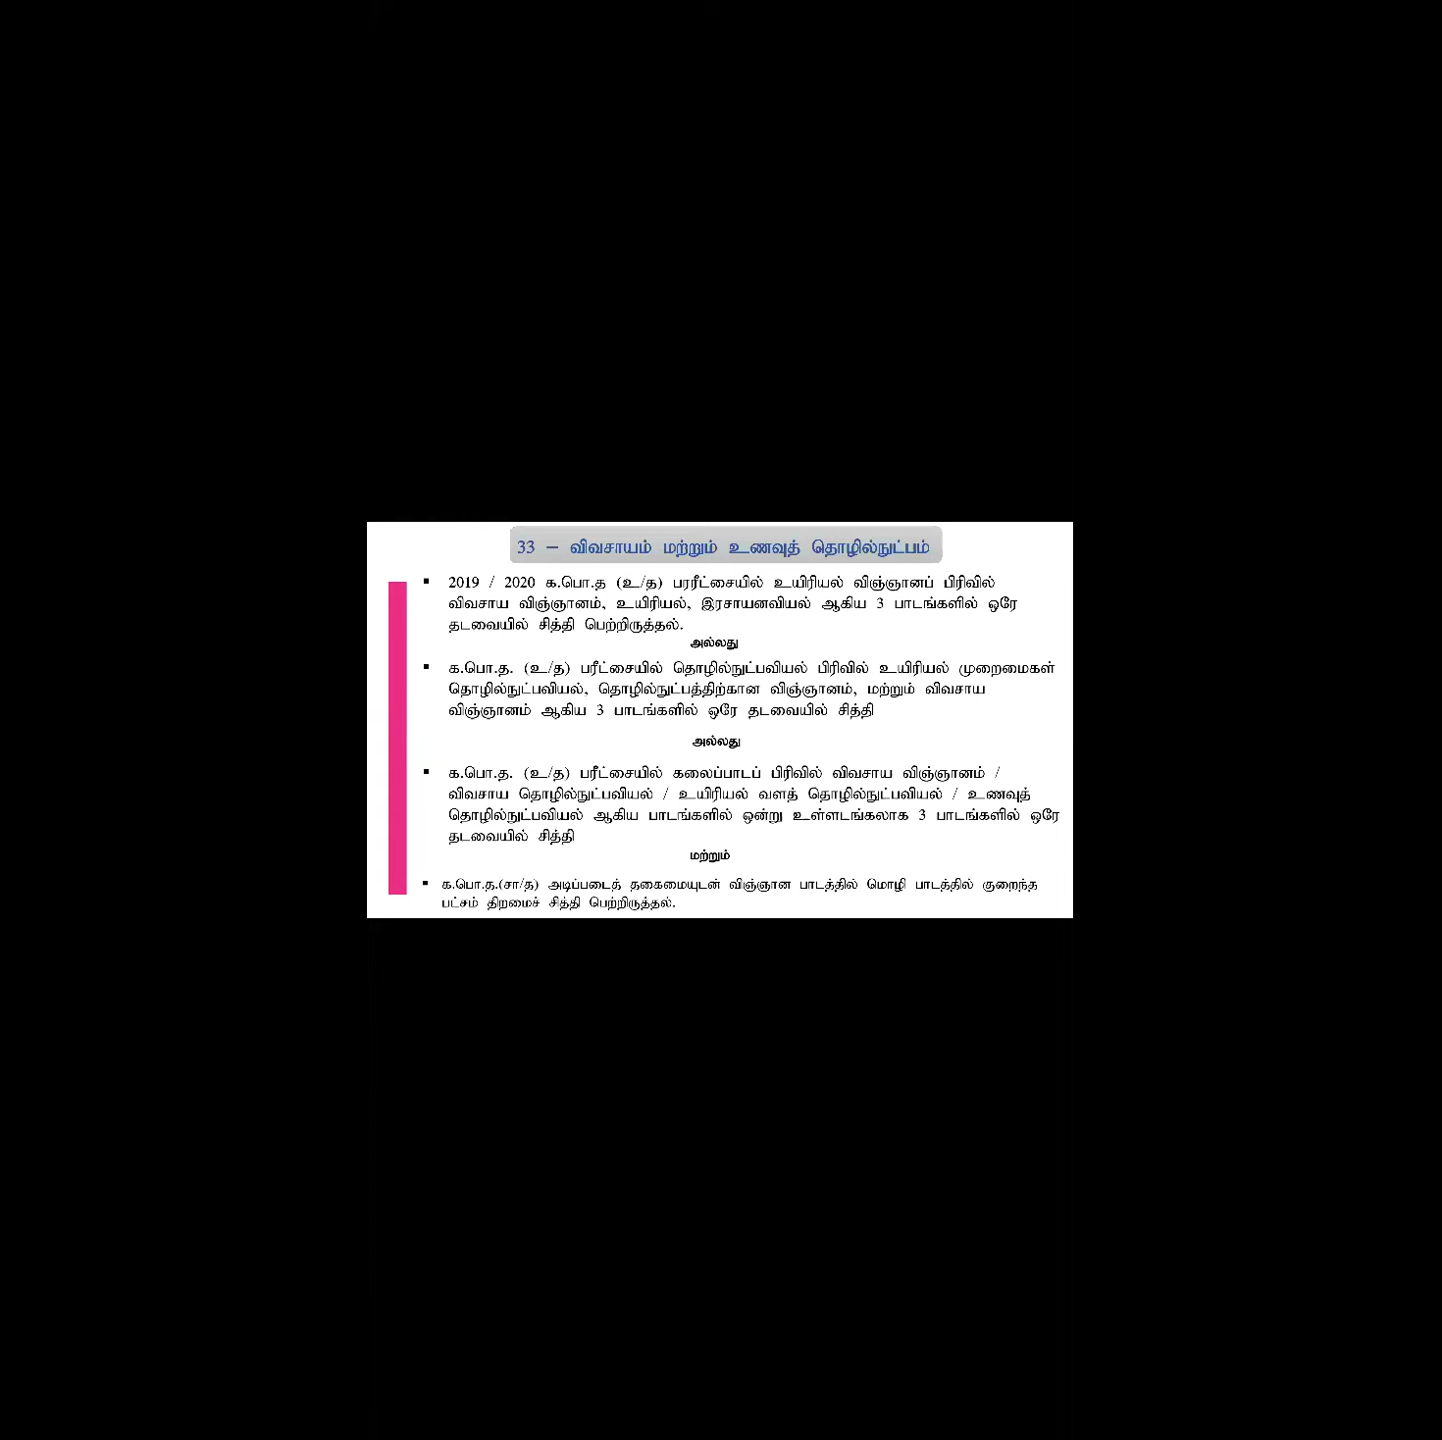 33 – விவசாயம் மற்றும் உணவுத் தொழில்நுட்பம்
▪ 2019 / 2020 க.பொ.த (உ/த) பரரீட்சையில் உயிரியல் விஞ்ஞானப் பிரிவில்
விவசாய விஞ்ஞானம், உயிரியல், இரசாயனவியல் ஆகிய 3 பாடங்களில் ஒரே
தடவையில் சித்தி பெற்றிருத்தல்.
அல்லது
▪ க.பொ.த. (உ/த) பரீட்சையில் தொழில்நுட்பவியல் பிரிவில் உயிரியல் முறைமைகள்
தொழில்நுட்பவியல், தொழில்நுட்பத்திற்கான விஞ்ஞானம், மற்றும் விவசாய
விஞ்ஞானம் ஆகிய 3 பாடங்களில் ஒரே தடவையில் சித்தி
அல்லது
▪ க.பொ.த. (உ/த) பரீட்சையில் கலைப்பாடப் பிரிவில் விவசாய விஞ்ஞானம் /
விவசாய தொழில்நுட்பவியல் / உயிரியல் வளத் தொழில்நுட்பவியல் / உணவுத்
தொழில்நுட்பவியல் ஆகிய பாடங்களில் ஒன்று உள்ளடங்கலாக 3 பாடங்களில் ஒரே
தடவையில் சித்தி
மற்றும்
▪ க.பொ.த.(சா/த) அடிப்படைத் தகைமையுடன் விஞ்ஞான பாடத்தில் மொழி பாடத்தில் குறைந்த
பட்சம் திறமைச் சித்தி பெற்றிருத்தல்.